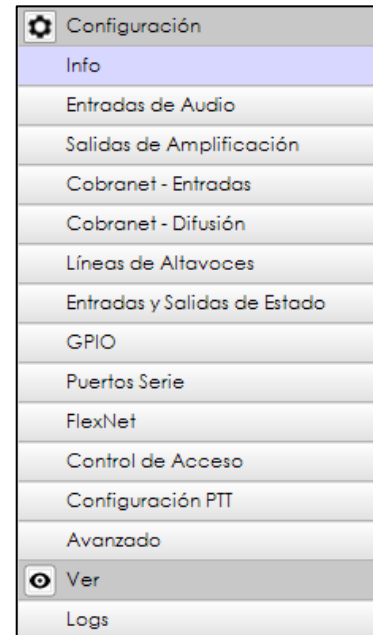 Configuración
Info
Entradas de Audio
Salidas de Amplificación
Cobranet - Entradas
Cobranet - Difusión
Líneas de Altavoces
Entradas y Salidas de Estado
GPIO
Puertos Serie
FlexNet
Control de Acceso
Configuración PTT
Avanzado
Ver
Logs